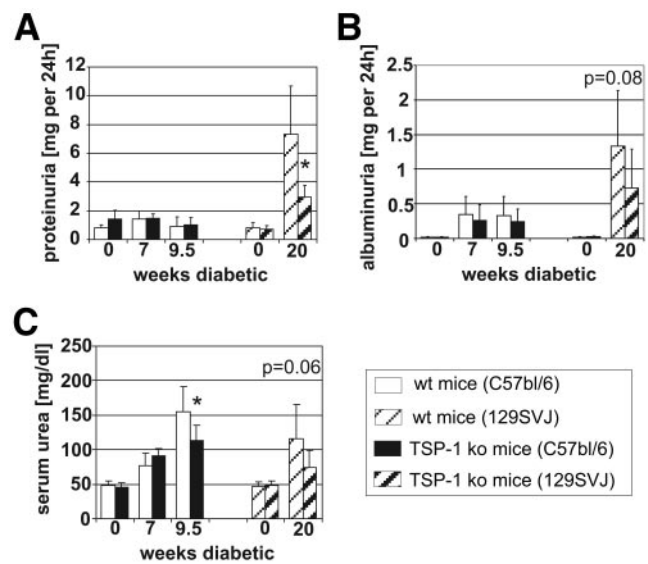 A
proteinuria [mg per 24h]
12
10
8
6
4
2
0
*
0 7 9.5 0 20
weeks diabetic
B
albuminuria [mg per 24h]
2.5
2
1.5
1
0.5
0
p=0.08
0 7 9.5 0 20
weeks diabetic
C
serum urea [mg/dl]
250
200
150
100
50
0
*
p=0.06
0 7 9.5 0 20
weeks diabetic
wt mice (C57bl/6)
wt mice (129SVJ)
TSP-1 ko mice (C57bl/6)
TSP-1 ko mice (129SVJ)